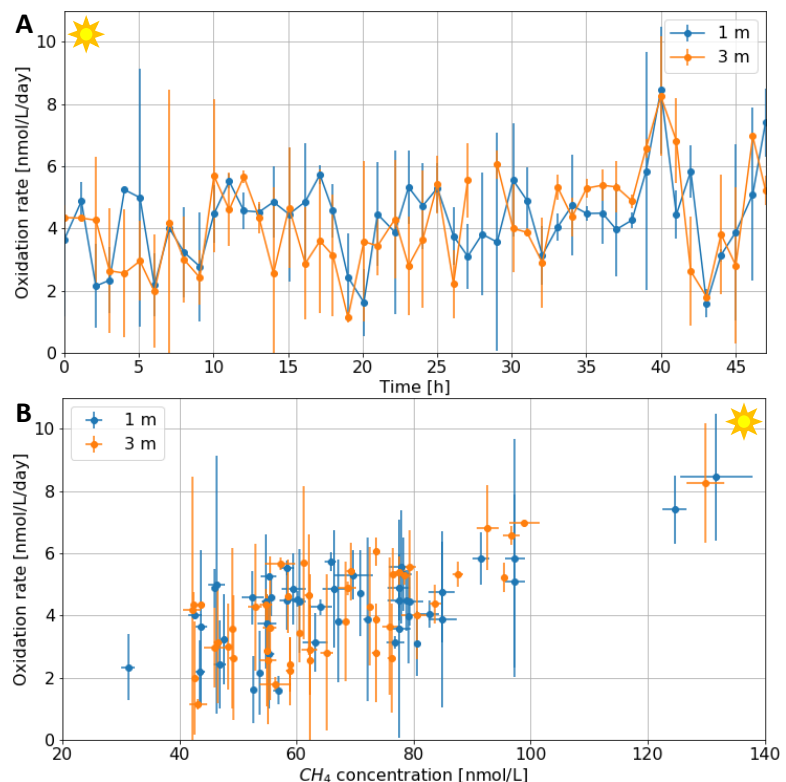 A
1 m
3 m
Oxidation rate [nmol/L/day]
10
8
6
4
2
0
0 5 10 15 20 25 30 35 40 45
Time [h]
B
1 m
3 m
Oxidation rate [nmol/L/day]
10
8
6
4
2
0
20 40 60 80 100 120 140
CH₄ concentration [nmol/L]